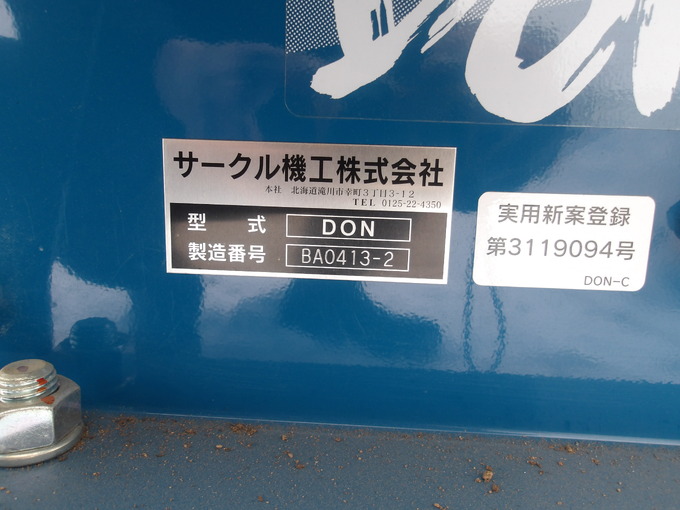 サークル機工株式会社
本社 北海道滝川市幸町3丁目3-12
TEL 0125-22-4350
型式 DON
製造番号 BA0413-2
実用新案登録
第3119094号
DON-C